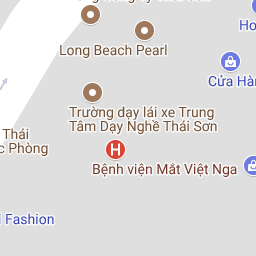 Ho
Long Beach Pearl
Cửa Hàn
Trường dạy lái xe Trung
Tâm Dạy Nghề Thái Sơn
Thái
c Phòng
H
Bệnh viện Mắt Việt Nga
i Fashion